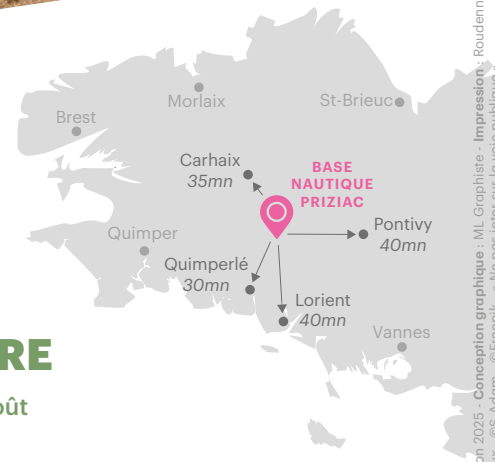 Morlaix
St-Brieuc
Brest
Carhaix
35mn
BASE
NAUTIQUE
PRIZIAC
Pontivy
40mn
Quimper
Quimperlé
30mn
Lorient
40mn
Vannes
RE
oût
on 2025 - Conception graphique : ML Graphiste - Impression : Roudenn